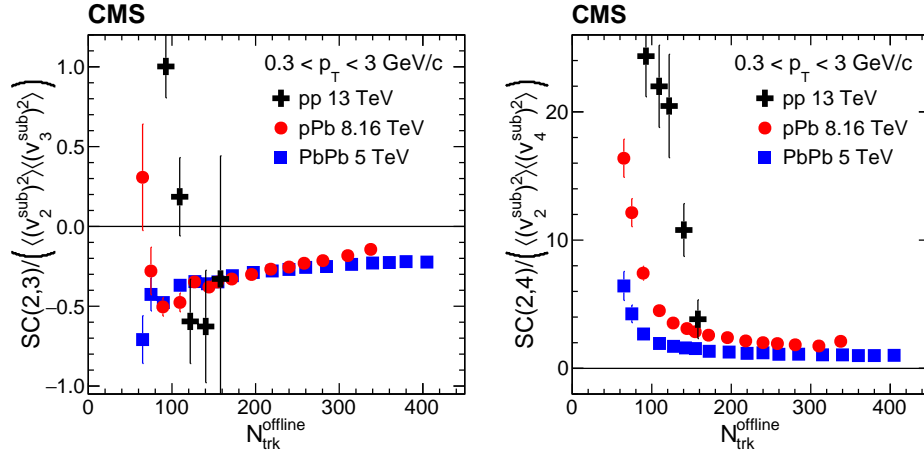 CMS
0.3 < p_T < 3 GeV/c
pp 13 TeV
pPb 8.16 TeV
PbPb 5 TeV
SC(2,3)/(⟨(v_2^sub)^2⟩⟨(v_3^sub)^2⟩)
1.0
0.5
0.0
−0.5
−1.0
0 100 200 300 400
N_trk^offline
CMS
0.3 < p_T < 3 GeV/c
pp 13 TeV
pPb 8.16 TeV
PbPb 5 TeV
SC(2,4)/(⟨(v_2^sub)^2⟩⟨(v_4^sub)^2⟩)
20
10
0
0 100 200 300 400
N_trk^offline